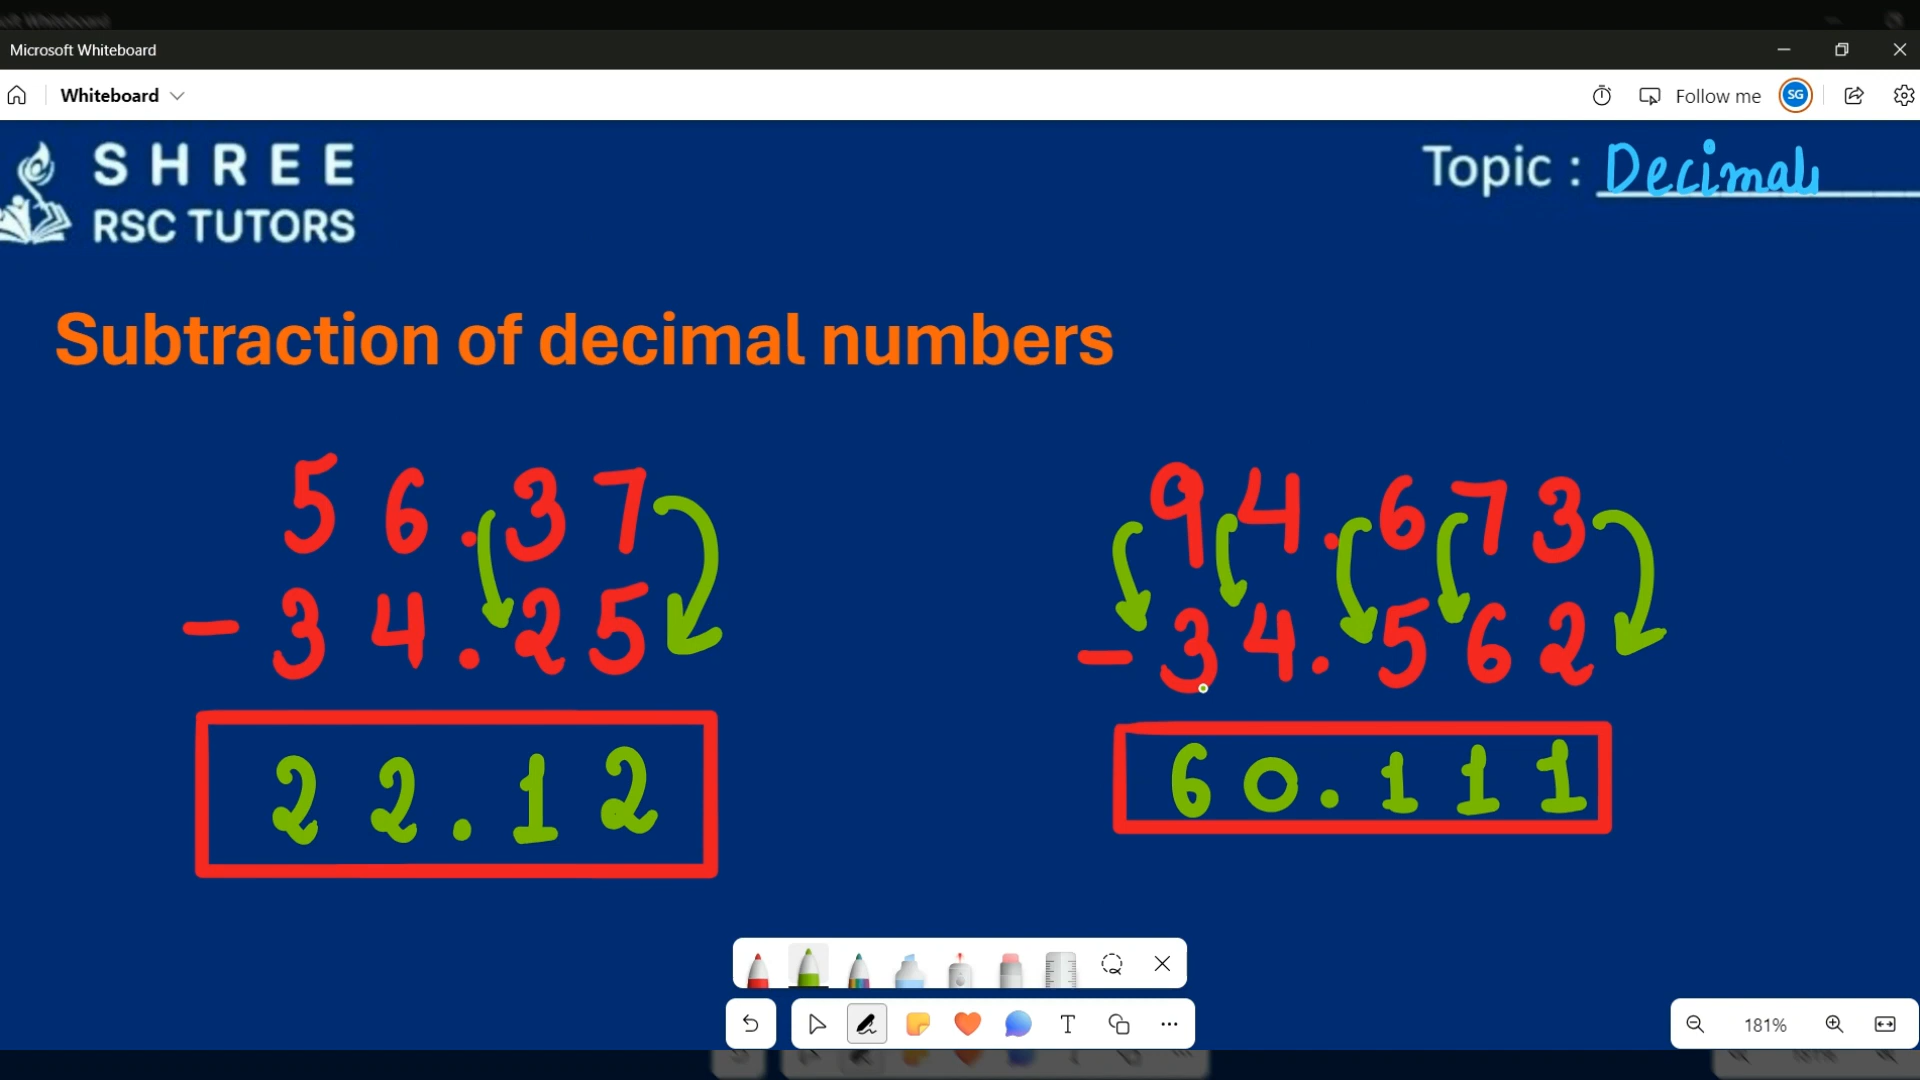 Microsoft Whiteboard
Whiteboard
Follow me
SG
SHREE
RSC TUTORS
Topic : Decimals
Subtraction of decimal numbers
56.37
- 34.25
22.12
94.673
- 34.562
60.111
T
181%